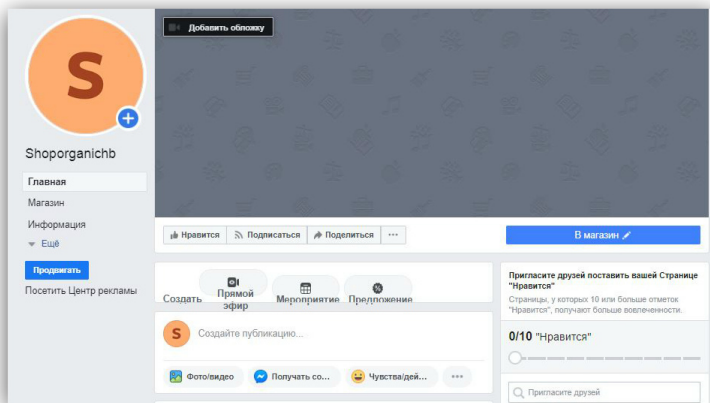 Добавить обложку
S
Shoporganichb
Главная
Магазин
Информация
Ещё
Продвигать
Посетить Центр рекламы
Нравится
Подписаться
Поделиться
В магазин
Создать
Прямой эфир
Мероприятие
Предложение
S
Создайте публикацию...
Фото/видео
Получать со...
Чувства/дей...
Пригласите друзей поставить вашей Странице
"Нравится"
Страницы, у которых 10 или больше отметок
"Нравится", получают больше вовлеченности.
0/10 "Нравится"
Пригласите друзей